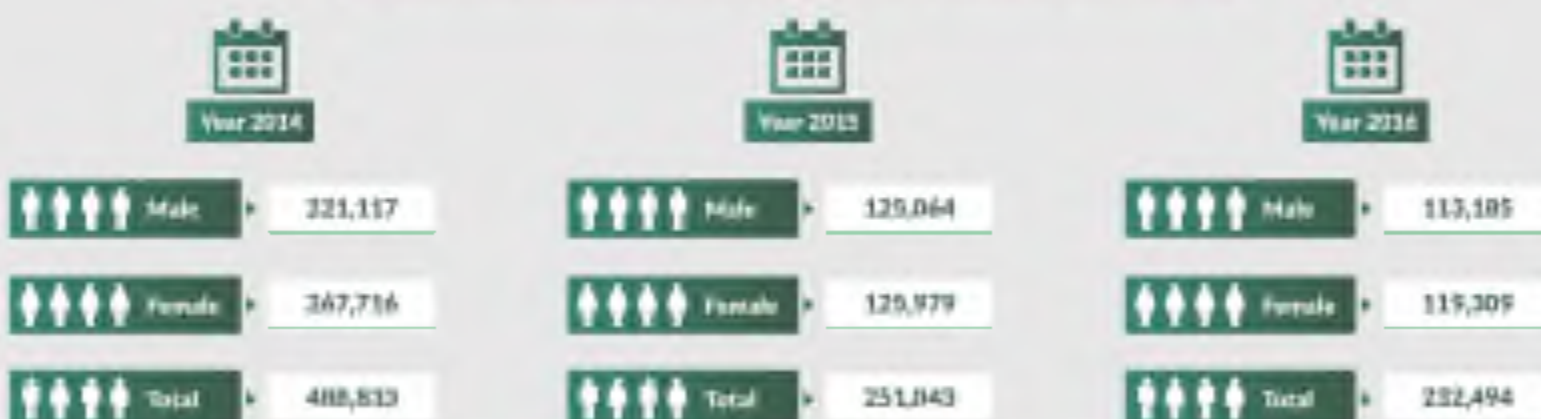 Year 2014 Year 2015 Year 2016
Male 221,117 Male 125,064 Male 113,185
Female 267,716 Female 125,979 Female 119,309
Total 488,833 Total 251,043 Total 232,494